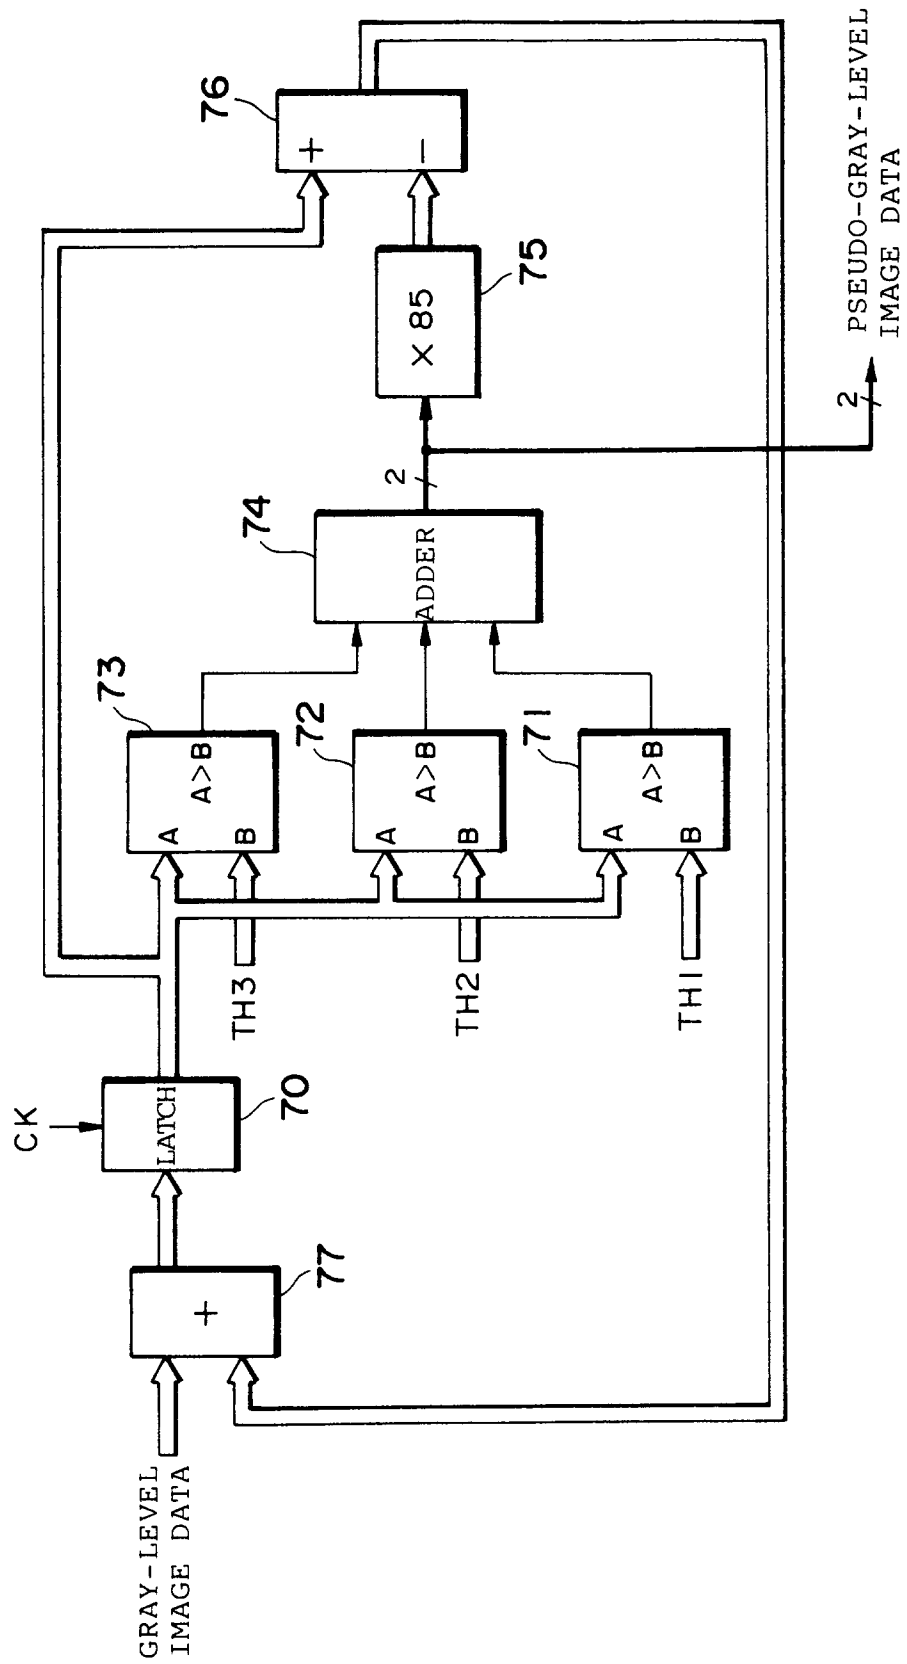 GRAY-LEVEL
IMAGE DATA
+
77
CK
LATCH
70
TH3
TH2
TH1
A
B
A>B
73
A
B
A>B
72
A
B
A>B
71
ADDER
74
2
× 85
75
+
−
76
2
PSEUDO-GRAY-LEVEL
IMAGE DATA